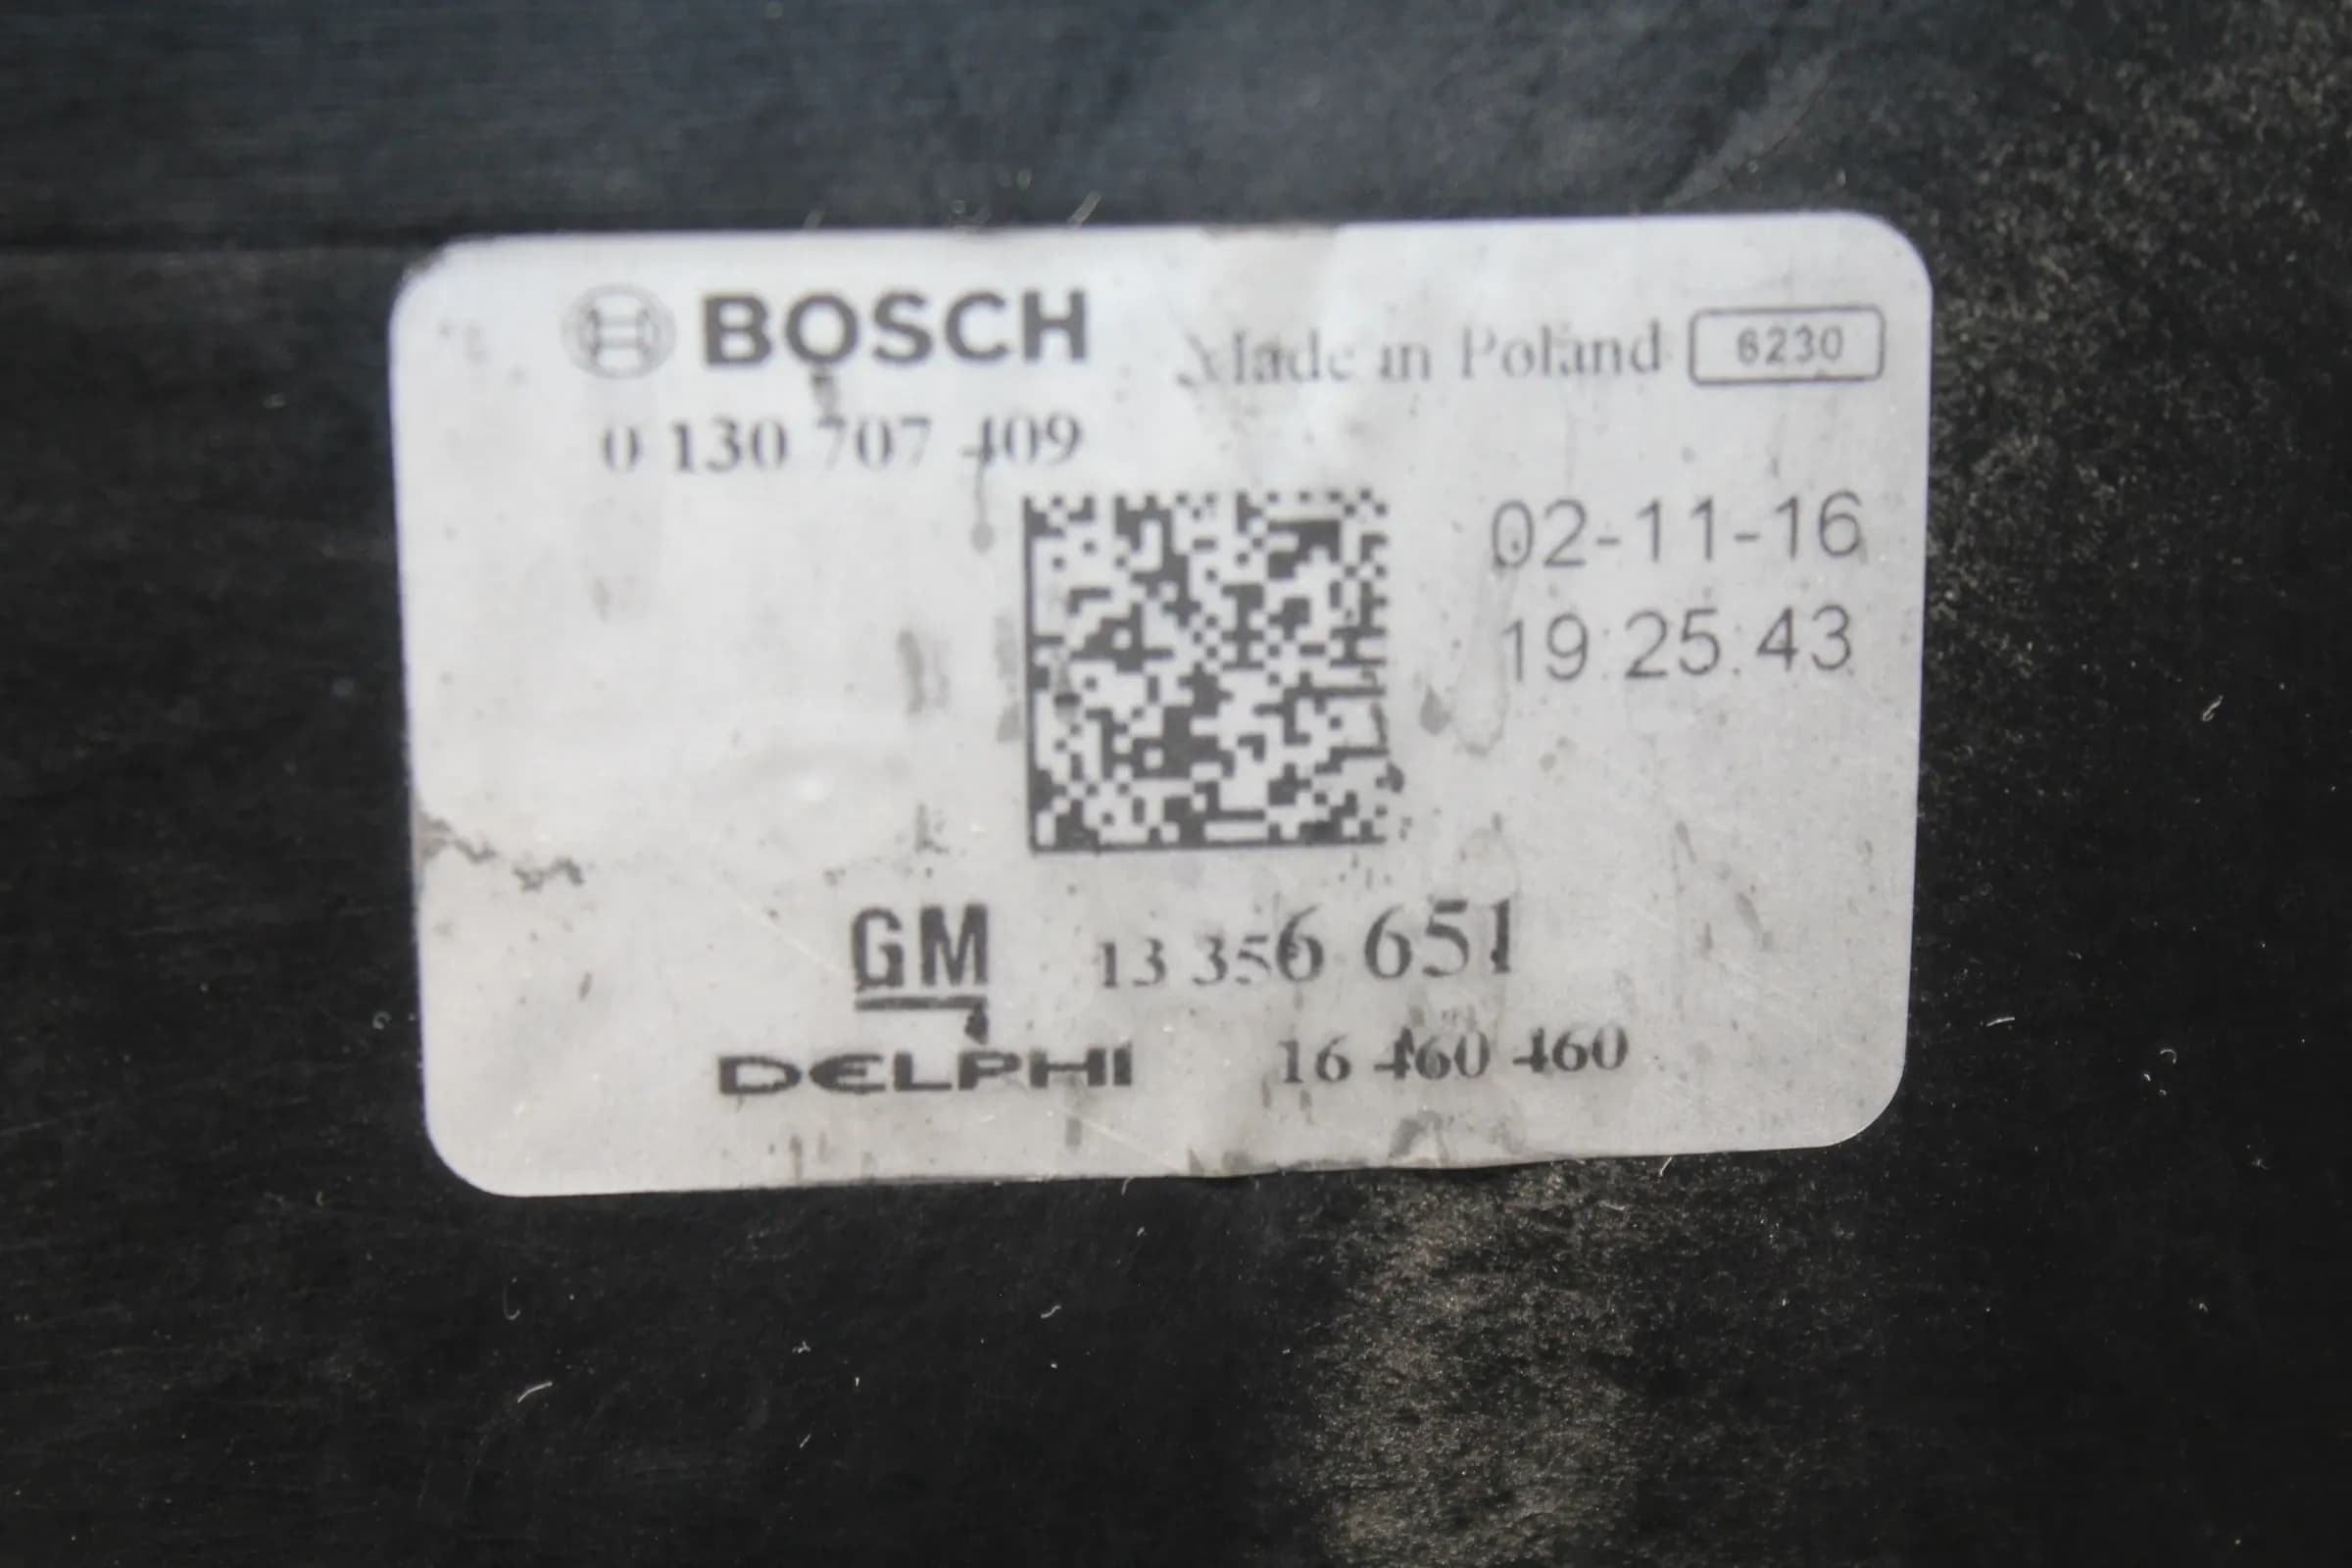 BOSCH Made in Poland 6230
0 130 707 409
02-11-16
19:25:43
GM 13 356 651
DELPHI 16 460 460